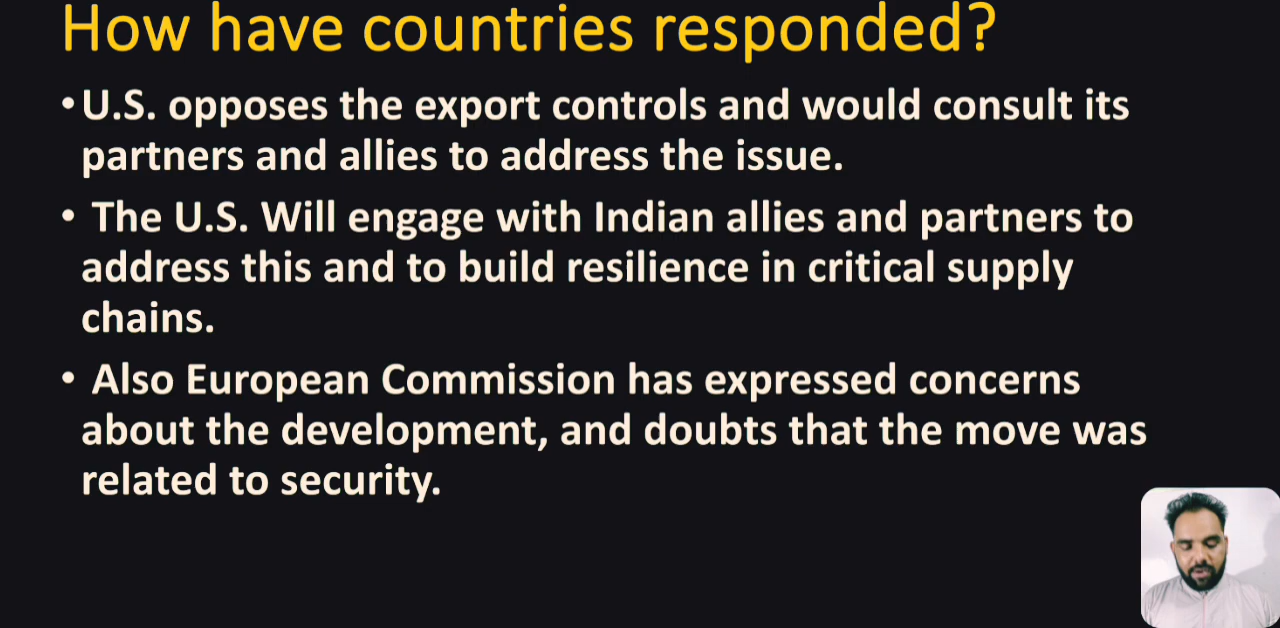 How have countries responded?
•U.S. opposes the export controls and would consult its
partners and allies to address the issue.
• The U.S. Will engage with Indian allies and partners to
address this and to build resilience in critical supply
chains.
• Also European Commission has expressed concerns
about the development, and doubts that the move was
related to security.